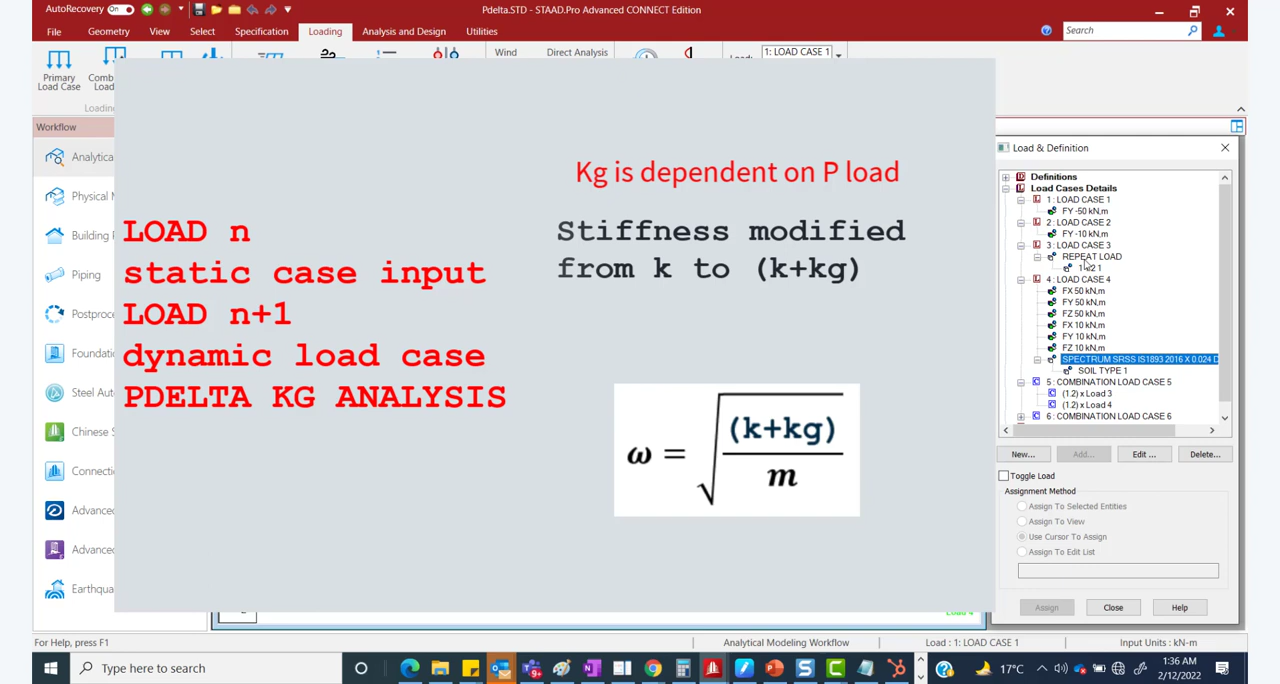 AutoRecovery On
Pdelta.STD - STAAD.Pro Advanced CONNECT Edition
File Geometry View Select Specification Loading Analysis and Design Utilities
Search
Primary
Load Case
Comb
Load
Wind Direct Analysis
Load: 1: LOAD CASE 1
Loading
Workflow
Analytica
Physical M
Building
Piping
Postproce
Foundati
Steel Auto
Chinese S
Connecti
Advance
Advance
Earthqua
LOAD n
static case input
LOAD n+1
dynamic load case
PDELTA KG ANALYSIS
Kg is dependent on P load
Stiffness modified
from k to (k+kg)
ω = √ (k+kg)
m
Load & Definition
Definitions
Load Cases Details
1 : LOAD CASE 1
FY -50 kN,m
2 : LOAD CASE 2
FY -10 kN,m
3 : LOAD CASE 3
REPEAT LOAD
4 : LOAD CASE 4
FX 50 kN,m
FY 50 kN,m
FZ 50 kN,m
FX 10 kN,m
FY 10 kN,m
FZ 10 kN,m
SPECTRUM SRSS IS1893 2016 X 0.024 D
SOIL TYPE 1
5 : COMBINATION LOAD CASE 5
(1.2) x Load 3
(1.2) x Load 4
6 : COMBINATION LOAD CASE 6
New... Add... Edit ... Delete...
Toggle Load
Assignment Method
Assign To Selected Entities
Assign To View
Use Cursor To Assign
Assign To Edit List
Assign Close Help
Load 4
For Help, press F1
Analytical Modeling Workflow
Load : 1: LOAD CASE 1
Input Units : kN-m
Type here to search
17°C
1:36 AM
2/12/2022